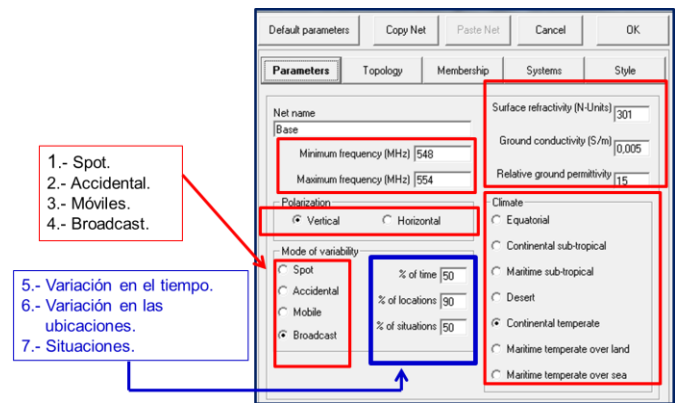 Default parameters
Copy Net
Paste Net
Cancel
OK
Parameters
Topology
Membership
Systems
Style
Net name
Base
Minimum frequency (MHz) 548
Maximum frequency (MHz) 554
Surface refractivity (N-Units) 301
Ground conductivity (S/m) 0,005
Relative ground permittivity 15
Polarization
Vertical
Horizontal
Mode of variability
Spot
Accidental
Mobile
Broadcast
% of time 50
% of locations 90
% of situations 50
Climate
Equatorial
Continental sub-tropical
Maritime sub-tropical
Desert
Continental temperate
Maritime temperate over land
Maritime temperate over sea
1.- Spot.
2.- Accidental.
3.- Móviles.
4.- Broadcast.
5.- Variación en el tiempo.
6.- Variación en las
ubicaciones.
7.- Situaciones.